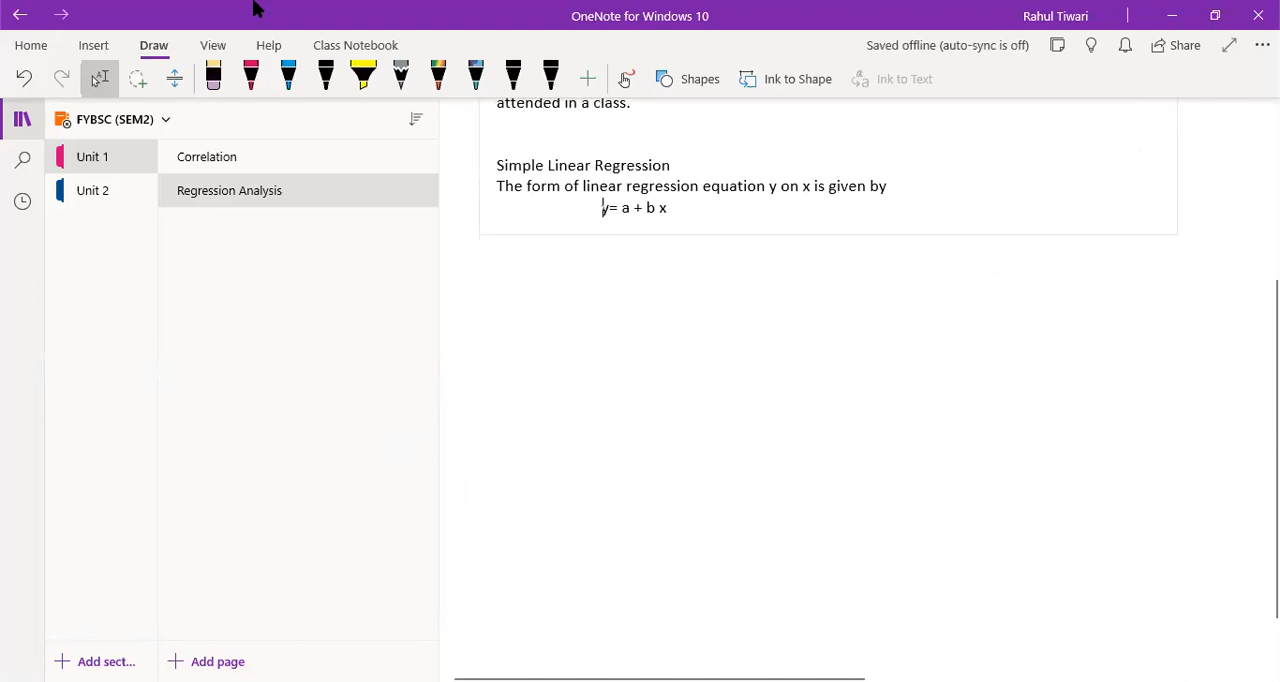 OneNote for Windows 10
Rahul Tiwari
Home Insert Draw View Help Class Notebook
Saved offline (auto-sync is off) Share
Shapes Ink to Shape Ink to Text
FYBSC (SEM2)
Unit 1
Unit 2
Correlation
Regression Analysis
attended in a class.
Simple Linear Regression
The form of linear regression equation y on x is given by
y= a + b x
Add sect...
Add page